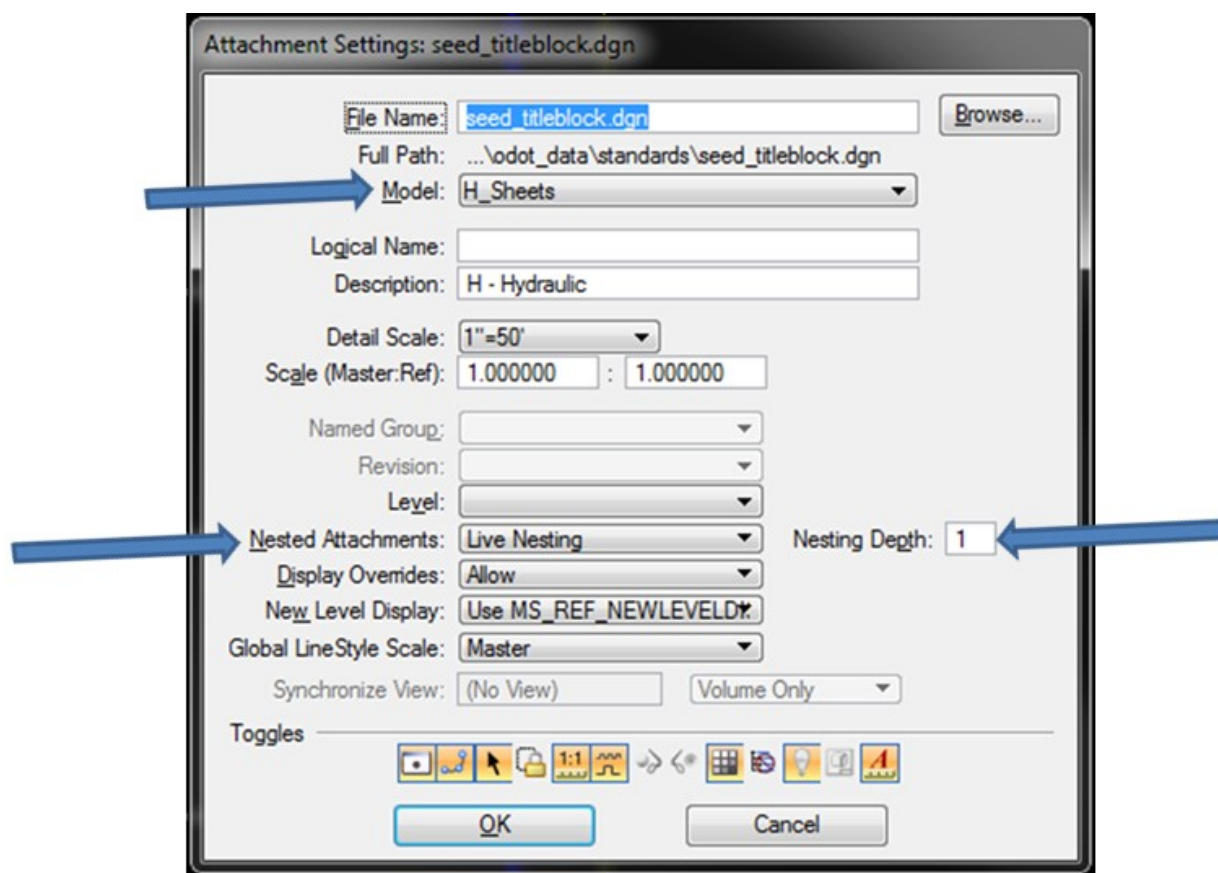 Attachment Settings: seed_titleblock.dgn
File Name: seed_titleblock.dgn Browse...
Full Path: ...\odot_data\standards\seed_titleblock.dgn
Model: H_Sheets
Logical Name:
Description: H - Hydraulic
Detail Scale: 1"=50'
Scale (Master:Ref): 1.000000 : 1.000000
Named Group:
Revision:
Level:
Nested Attachments: Live Nesting Nesting Depth: 1
Display Overrides: Allow
New Level Display: Use MS_REF_NEWLEVELDI
Global LineStyle Scale: Master
Synchronize View: (No View) Volume Only
Toggles
1:1 A
OK Cancel